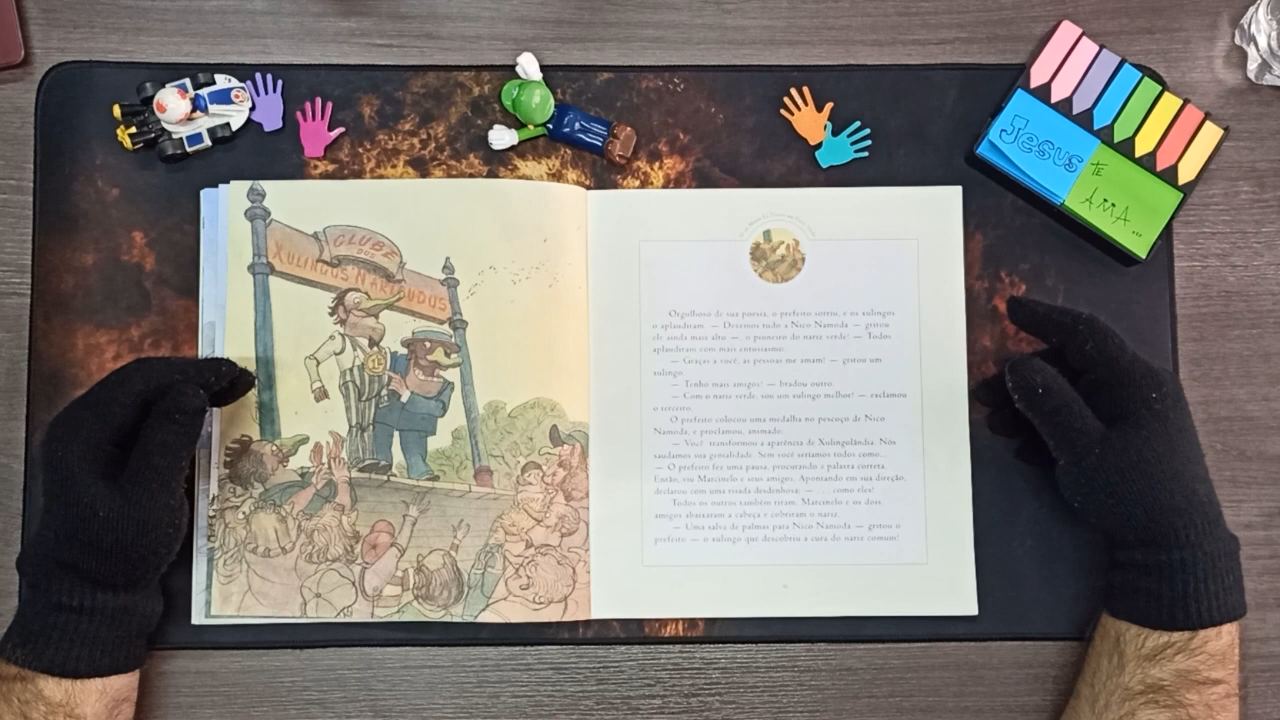 CLUBE
DOS
XULINGOS NARIGUDOS
Jesus
TE
AMA...
Orgulhoso de sua poesia, o prefeito sorriu, e os xulingos
o aplaudiram. — Devemos tudo a Nico Namoda — gritou
ele ainda mais alto —, o pioneiro do nariz verde! — Todos
aplaudiram com mais entusiasmo.
— Graças a você, as pessoas me amam! — gritou um
xulingo.
— Tenho mais amigos! — bradou outro.
— Com o nariz verde, sou um xulingo melhor! — exclamou
o terceiro.
O prefeito colocou uma medalha no pescoço de Nico
Namoda, e proclamou, animado:
— Você transformou a aparência de Xulingolândia. Nós
saudamos sua genialidade. Sem você seríamos todos como...
— O prefeito fez uma pausa, procurando a palavra correta.
Então, viu Marcinelo e seus amigos. Apontando em sua direção,
declarou com uma risada desdenhosa: — ... como eles!
Todos os outros também riram. Marcinelo e os dois
amigos abaixaram a cabeça e cobriram o nariz.
— Uma salva de palmas para Nico Namoda — gritou o
prefeito — o xulingo que descobriu a cura do nariz comum!